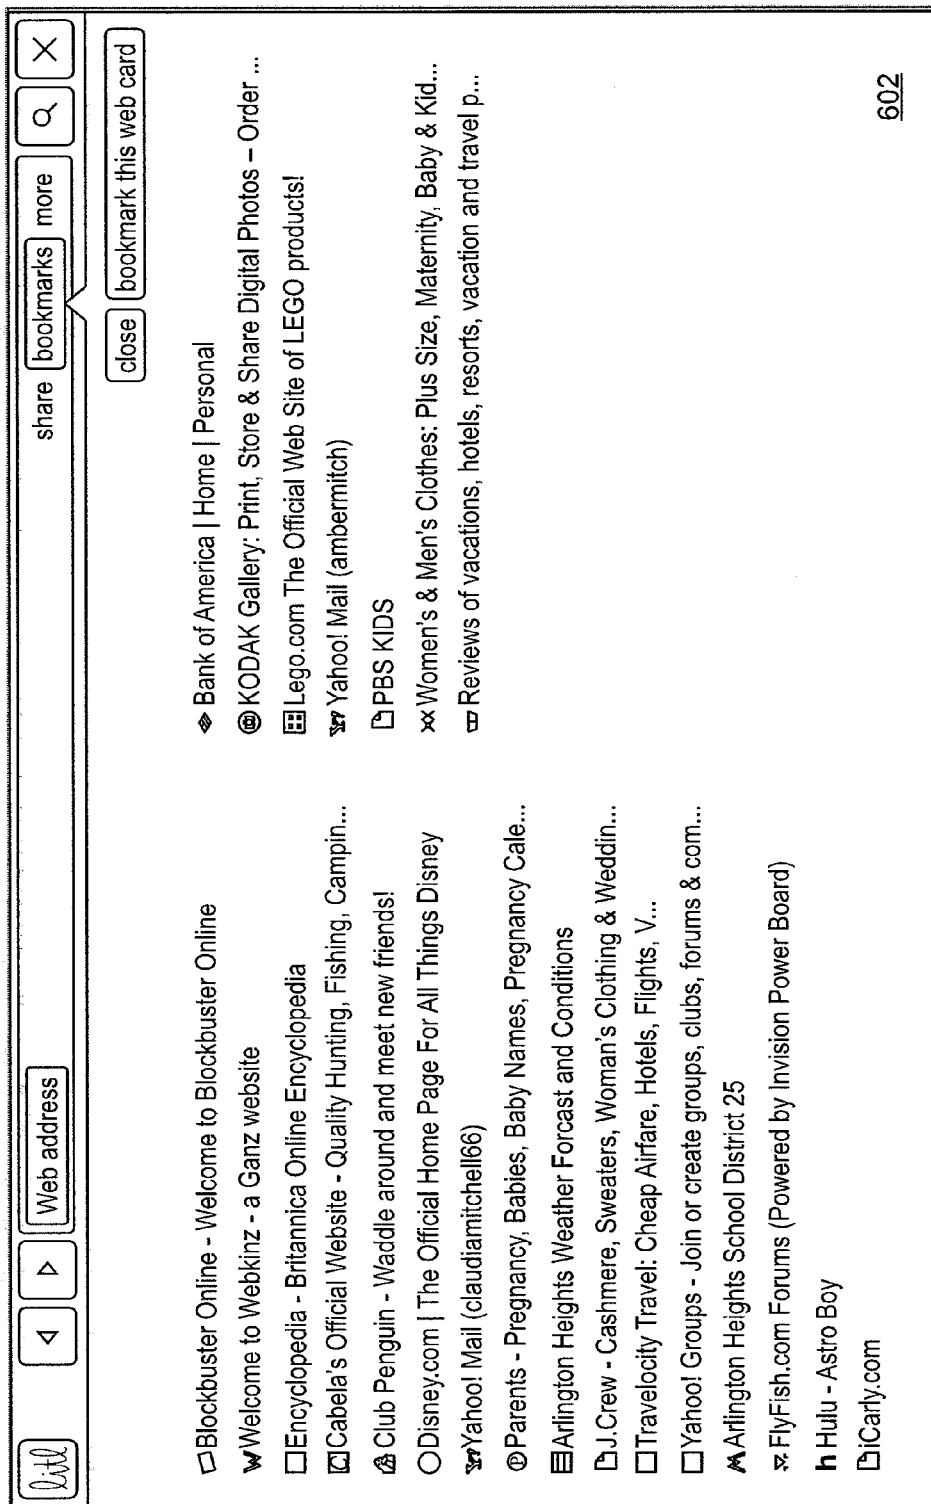 litl
Web address
share bookmarks more
close bookmark this web card
Blockbuster Online - Welcome to Blockbuster Online
Welcome to Webkinz - a Ganz website
Encyclopedia - Britannica Online Encyclopedia
Cabela's Official Website - Quality Hunting, Fishing, Campin...
Club Penguin - Waddle around and meet new friends!
Disney.com | The Official Home Page For All Things Disney
Yahoo! Mail (claudiamitchell66)
Parents - Pregnancy, Babies, Baby Names, Pregnancy Cale...
Arlington Heights Weather Forcast and Conditions
J.Crew - Cashmere, Sweaters, Woman's Clothing & Weddin...
Travelocity Travel: Cheap Airfare, Hotels, Flights, V...
Yahoo! Groups - Join or create groups, clubs, forums & com...
Arlington Heights School District 25
FlyFish.com Forums (Powered by Invision Power Board)
h Hulu - Astro Boy
iCarly.com
Bank of America | Home | Personal
KODAK Gallery: Print, Store & Share Digital Photos – Order ...
Lego.com The Official Web Site of LEGO products!
Yahoo! Mail (ambermitch)
PBS KIDS
Women's & Men's Clothes: Plus Size, Maternity, Baby & Kid...
Reviews of vacations, hotels, resorts, vacation and travel p...
602